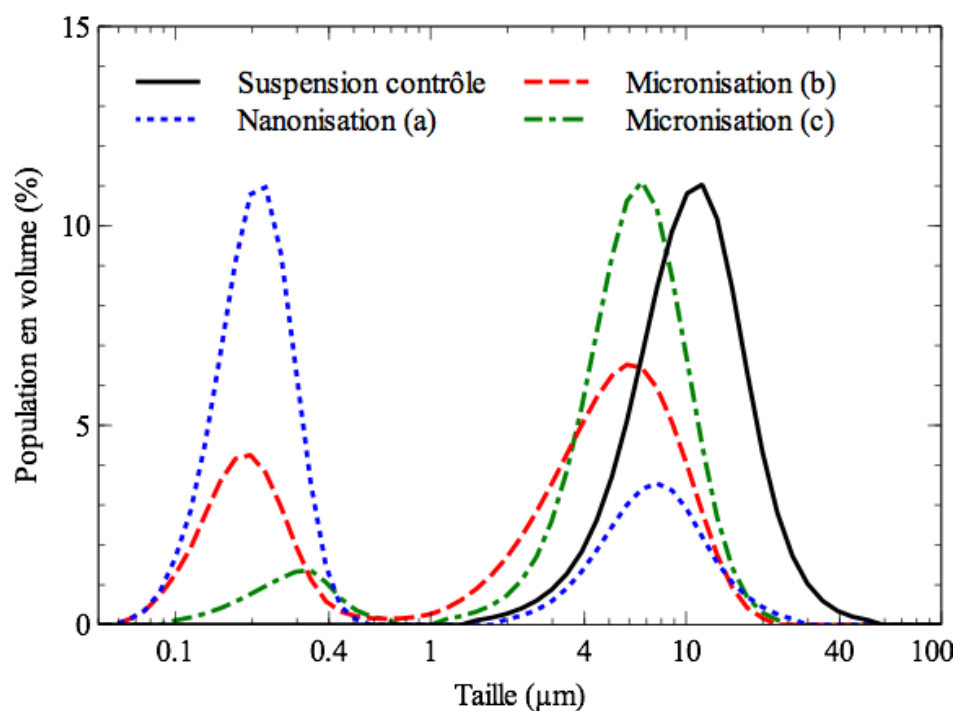 15
Suspension contrôle
Micronisation (b)
Nanonisation (a)
Micronisation (c)
Population en volume (%)
10
5
0
0.1
0.4
1
4
10
40
100
Taille (µm)